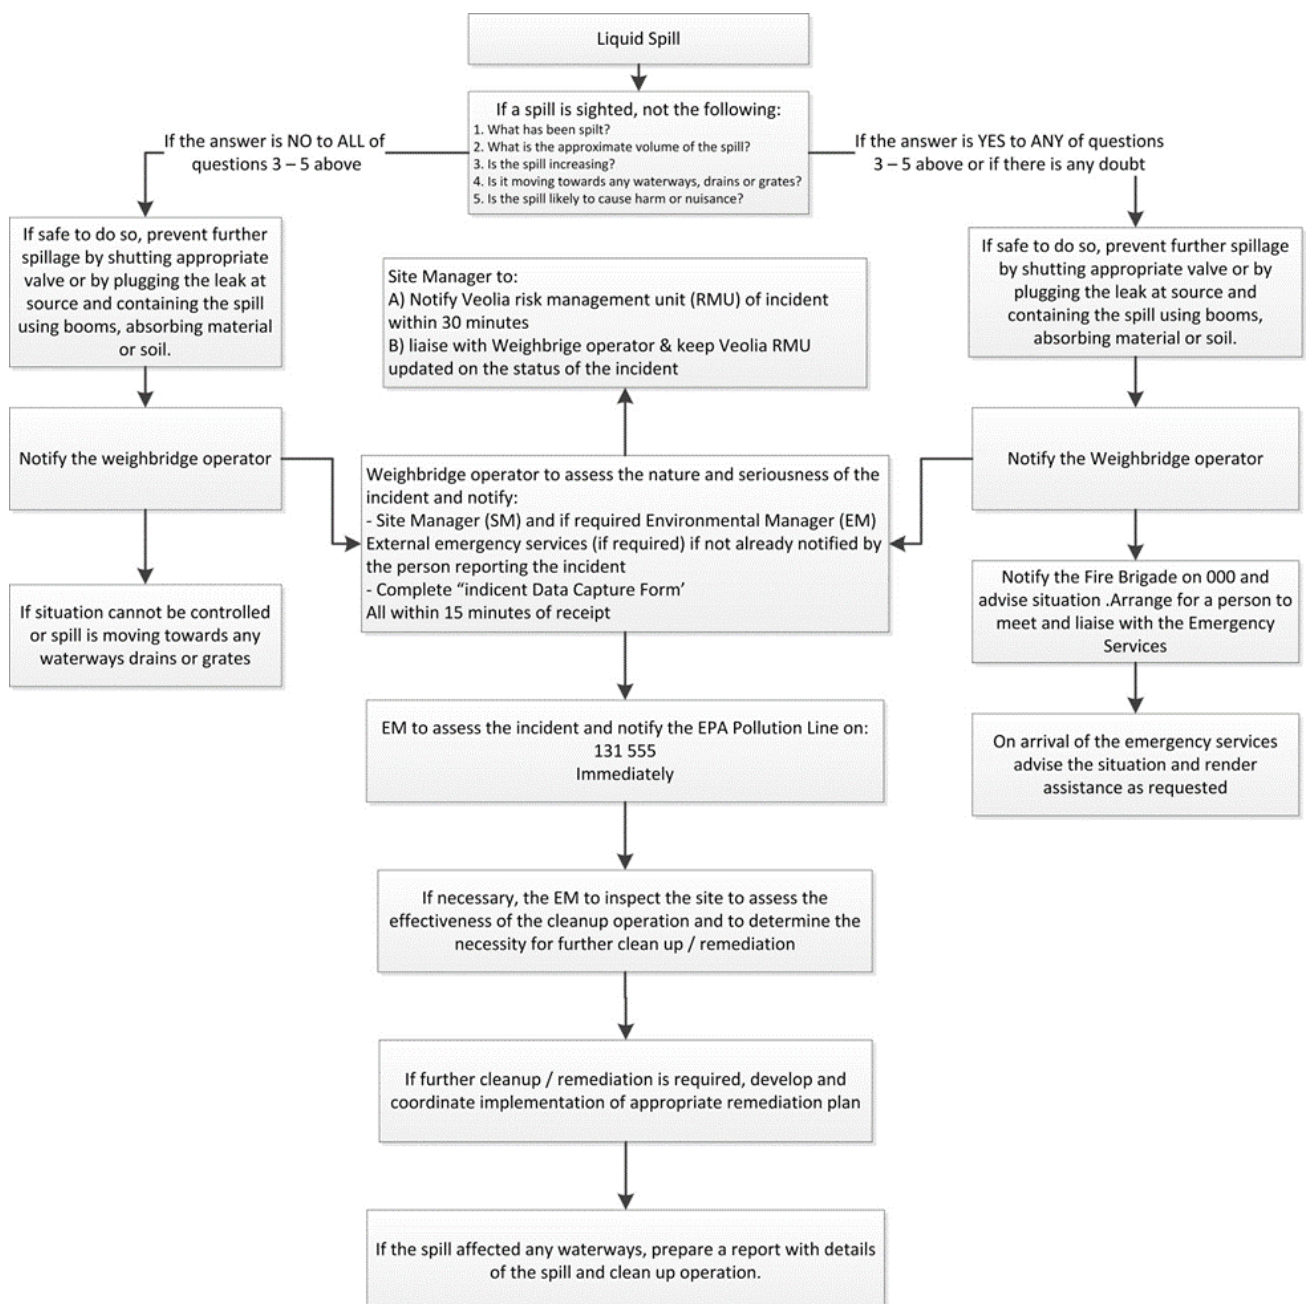 Liquid Spill
If a spill is sighted, not the following:
1. What has been spilt?
2. What is the approximate volume of the spill?
3. Is the spill increasing?
4. Is it moving towards any waterways, drains or grates?
5. Is the spill likely to cause harm or nuisance?
If the answer is NO to ALL of
questions 3 – 5 above
If the answer is YES to ANY of questions
3 – 5 above or if there is any doubt
If safe to do so, prevent further
spillage by shutting appropriate
valve or by plugging the leak at
source and containing the spill
using booms, absorbing material
or soil.
Site Manager to:
A) Notify Veolia risk management unit (RMU) of incident
within 30 minutes
B) liaise with Weighbrige operator & keep Veolia RMU
updated on the status of the incident
If safe to do so, prevent further spillage
by shutting appropriate valve or by
plugging the leak at source and
containing the spill using booms,
absorbing material or soil.
Notify the weighbridge operator
Weighbridge operator to assess the nature and seriousness of the
incident and notify:
- Site Manager (SM) and if required Environmental Manager (EM)
External emergency services (if required) if not already notified by
the person reporting the incident
- Complete “indicent Data Capture Form’
All within 15 minutes of receipt
Notify the Weighbridge operator
If situation cannot be controlled
or spill is moving towards any
waterways drains or grates
Notify the Fire Brigade on 000 and
advise situation .Arrange for a person to
meet and liaise with the Emergency
Services
EM to assess the incident and notify the EPA Pollution Line on:
131 555
Immediately
On arrival of the emergency services
advise the situation and render
assistance as requested
If necessary, the EM to inspect the site to assess the
effectiveness of the cleanup operation and to determine the
necessity for further clean up / remediation
If further cleanup / remediation is required, develop and
coordinate implementation of appropriate remediation plan
If the spill affected any waterways, prepare a report with details
of the spill and clean up operation.